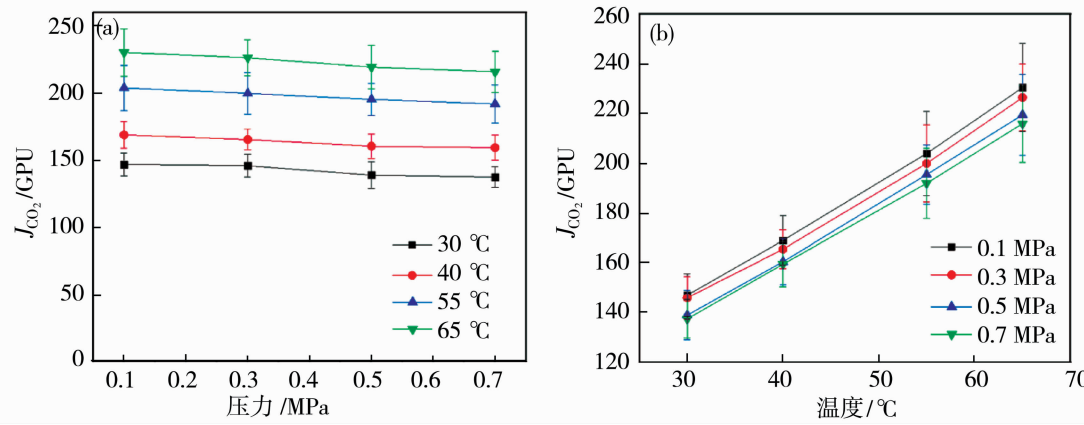 (a)
250
200
150
100
50
0
J_CO₂/GPU
30 ℃
40 ℃
55 ℃
65 ℃
0.1 0.2 0.3 0.4 0.5 0.6 0.7
压力/MPa
(b)
260
240
220
200
180
160
140
120
J_CO₂/GPU
0.1 MPa
0.3 MPa
0.5 MPa
0.7 MPa
30 40 50 60 70
温度/℃